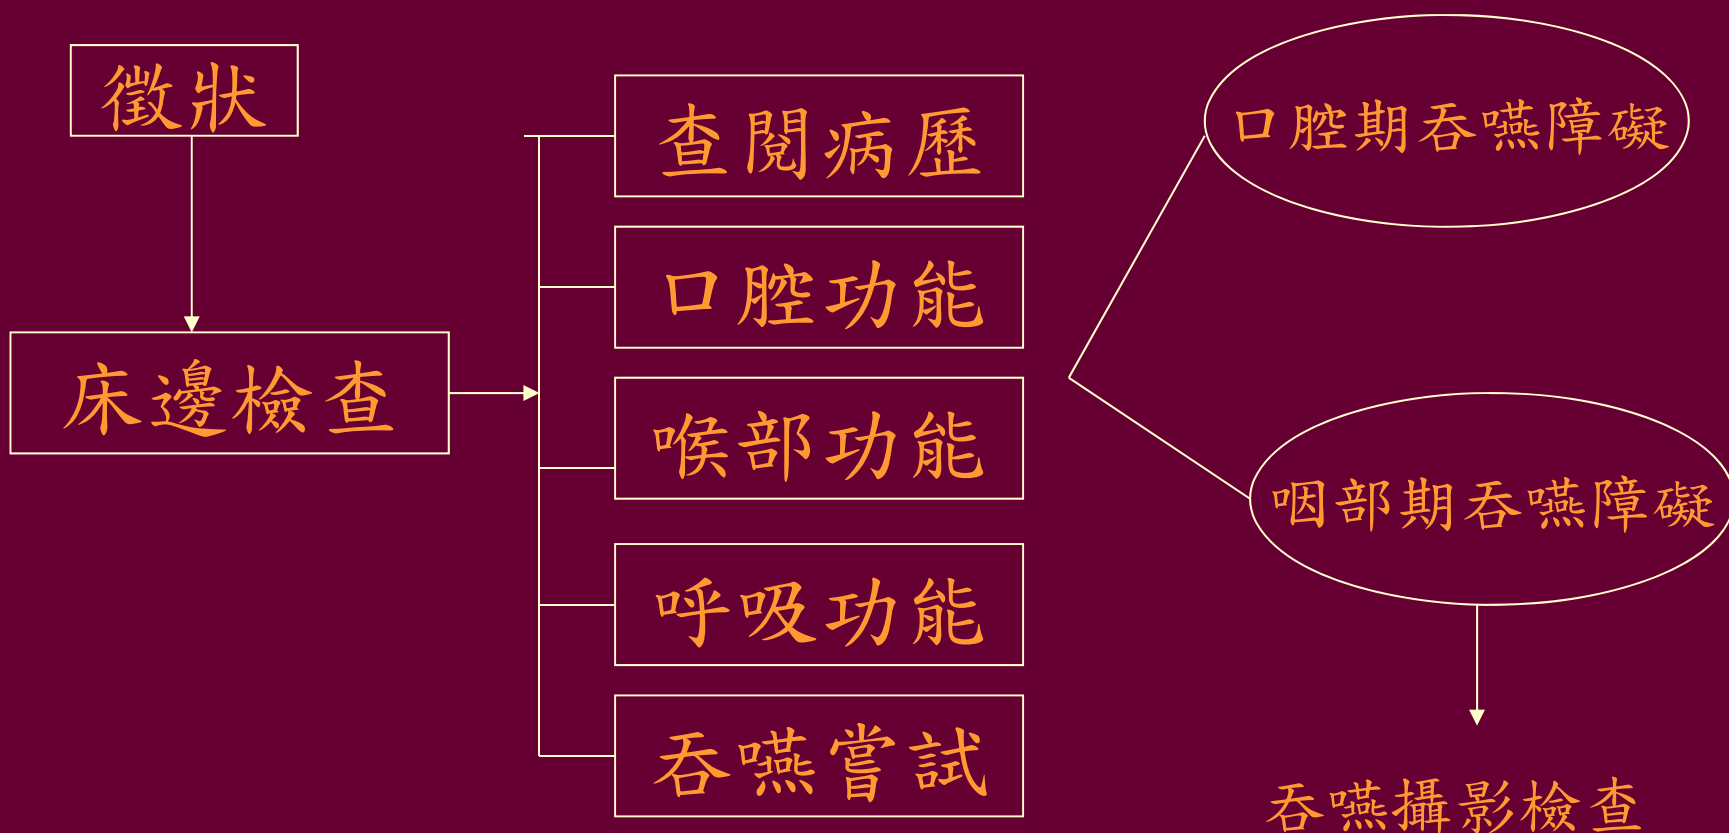 徵狀
床邊檢查
查閱病歷
口腔功能
喉部功能
呼吸功能
吞嚥嘗試
口腔期吞嚥障礙
咽部期吞嚥障礙
吞嚥攝影檢查